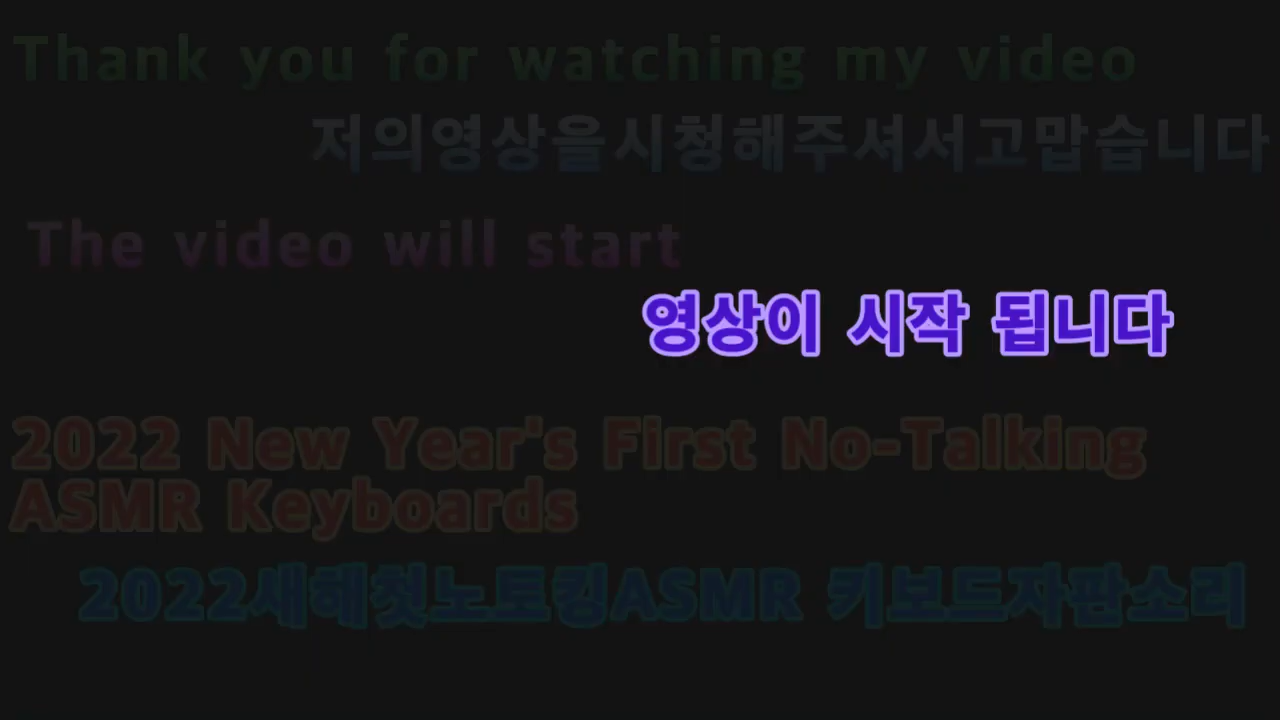 Thank you for watching my video
저의영상을시청해주셔서고맙습니다
The video will start
영상이 시작 됩니다
2022 New Year's First No-Talking
ASMR Keyboards
2022새해첫노토킹ASMR 키보드자판소리